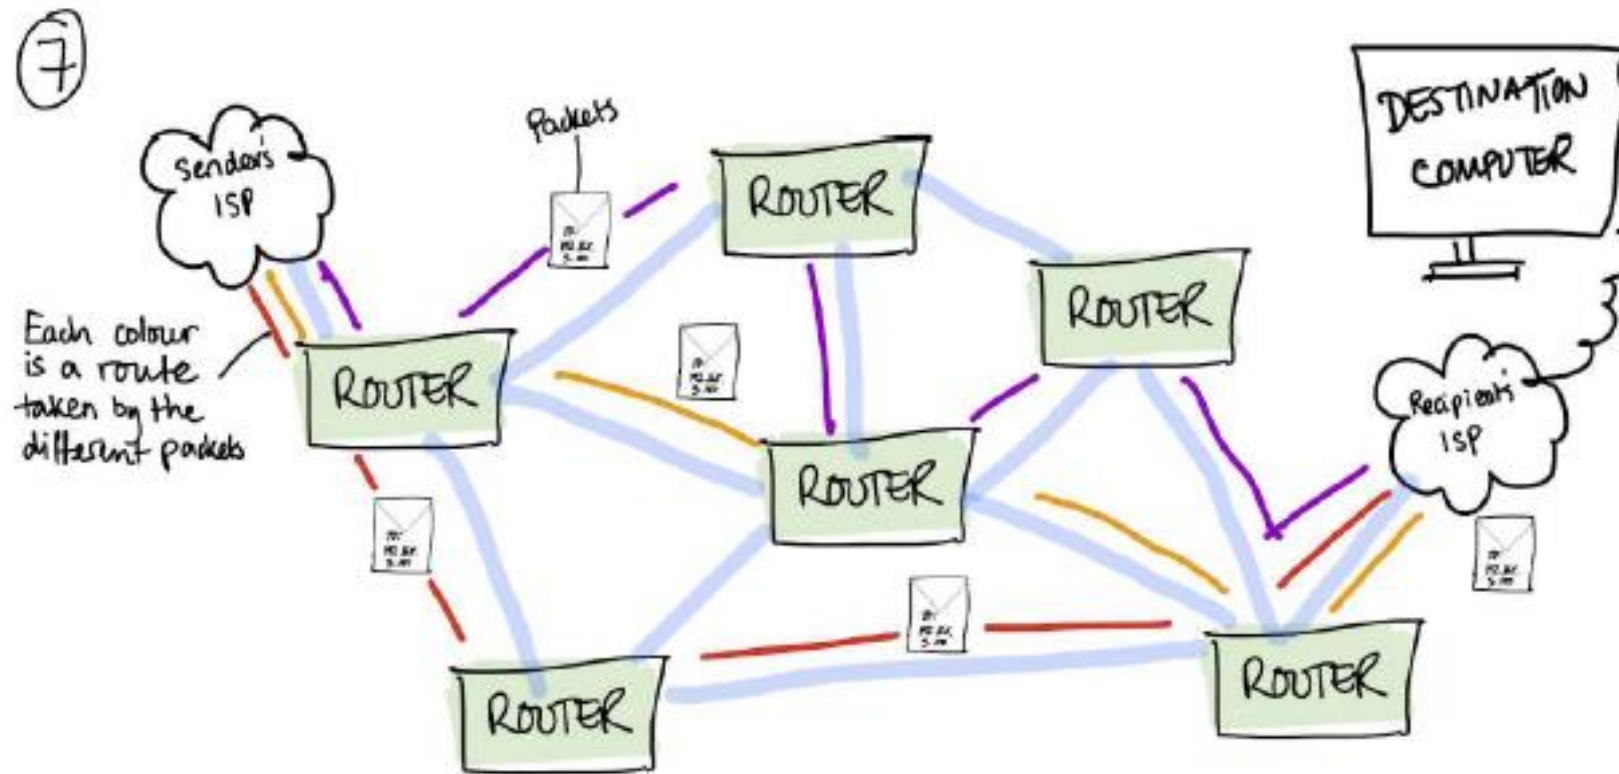 7
Sender's
ISP
Packets
ROUTER
DESTINATION
COMPUTER
ROUTER
Each colour
is a route
taken by the
different packets
ROUTER
ROUTER
Recipient's
ISP
ROUTER
ROUTER